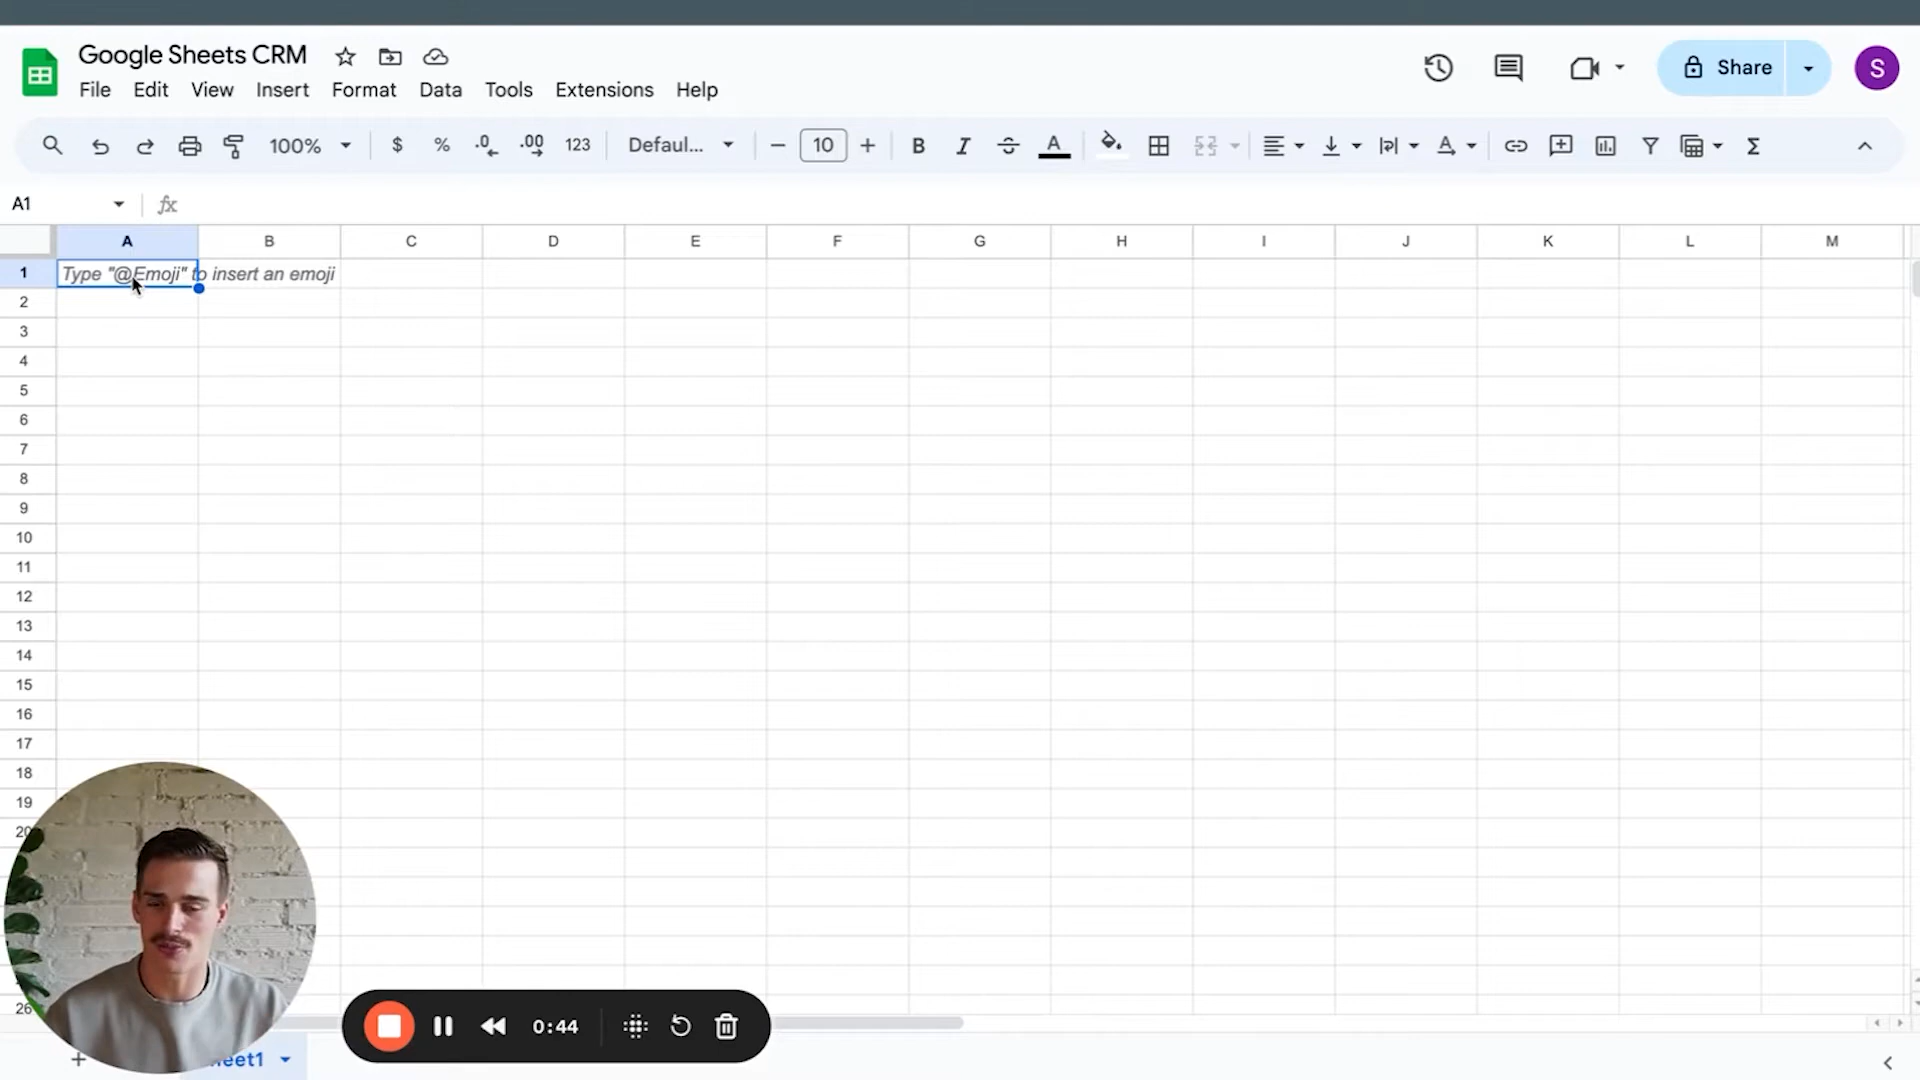 Google Sheets CRM
File Edit View Insert Format Data Tools Extensions Help
Share
S
100% $ % .0 .00 123 Defaul... 10 B I S A A Σ
A1 fx
A B C D E F G H I J K L M
1 Type "@Emoji" to insert an emoji
2
3
4
5
6
7
8
9
10
11
12
13
14
15
16
17
18
19
20
26
0:44